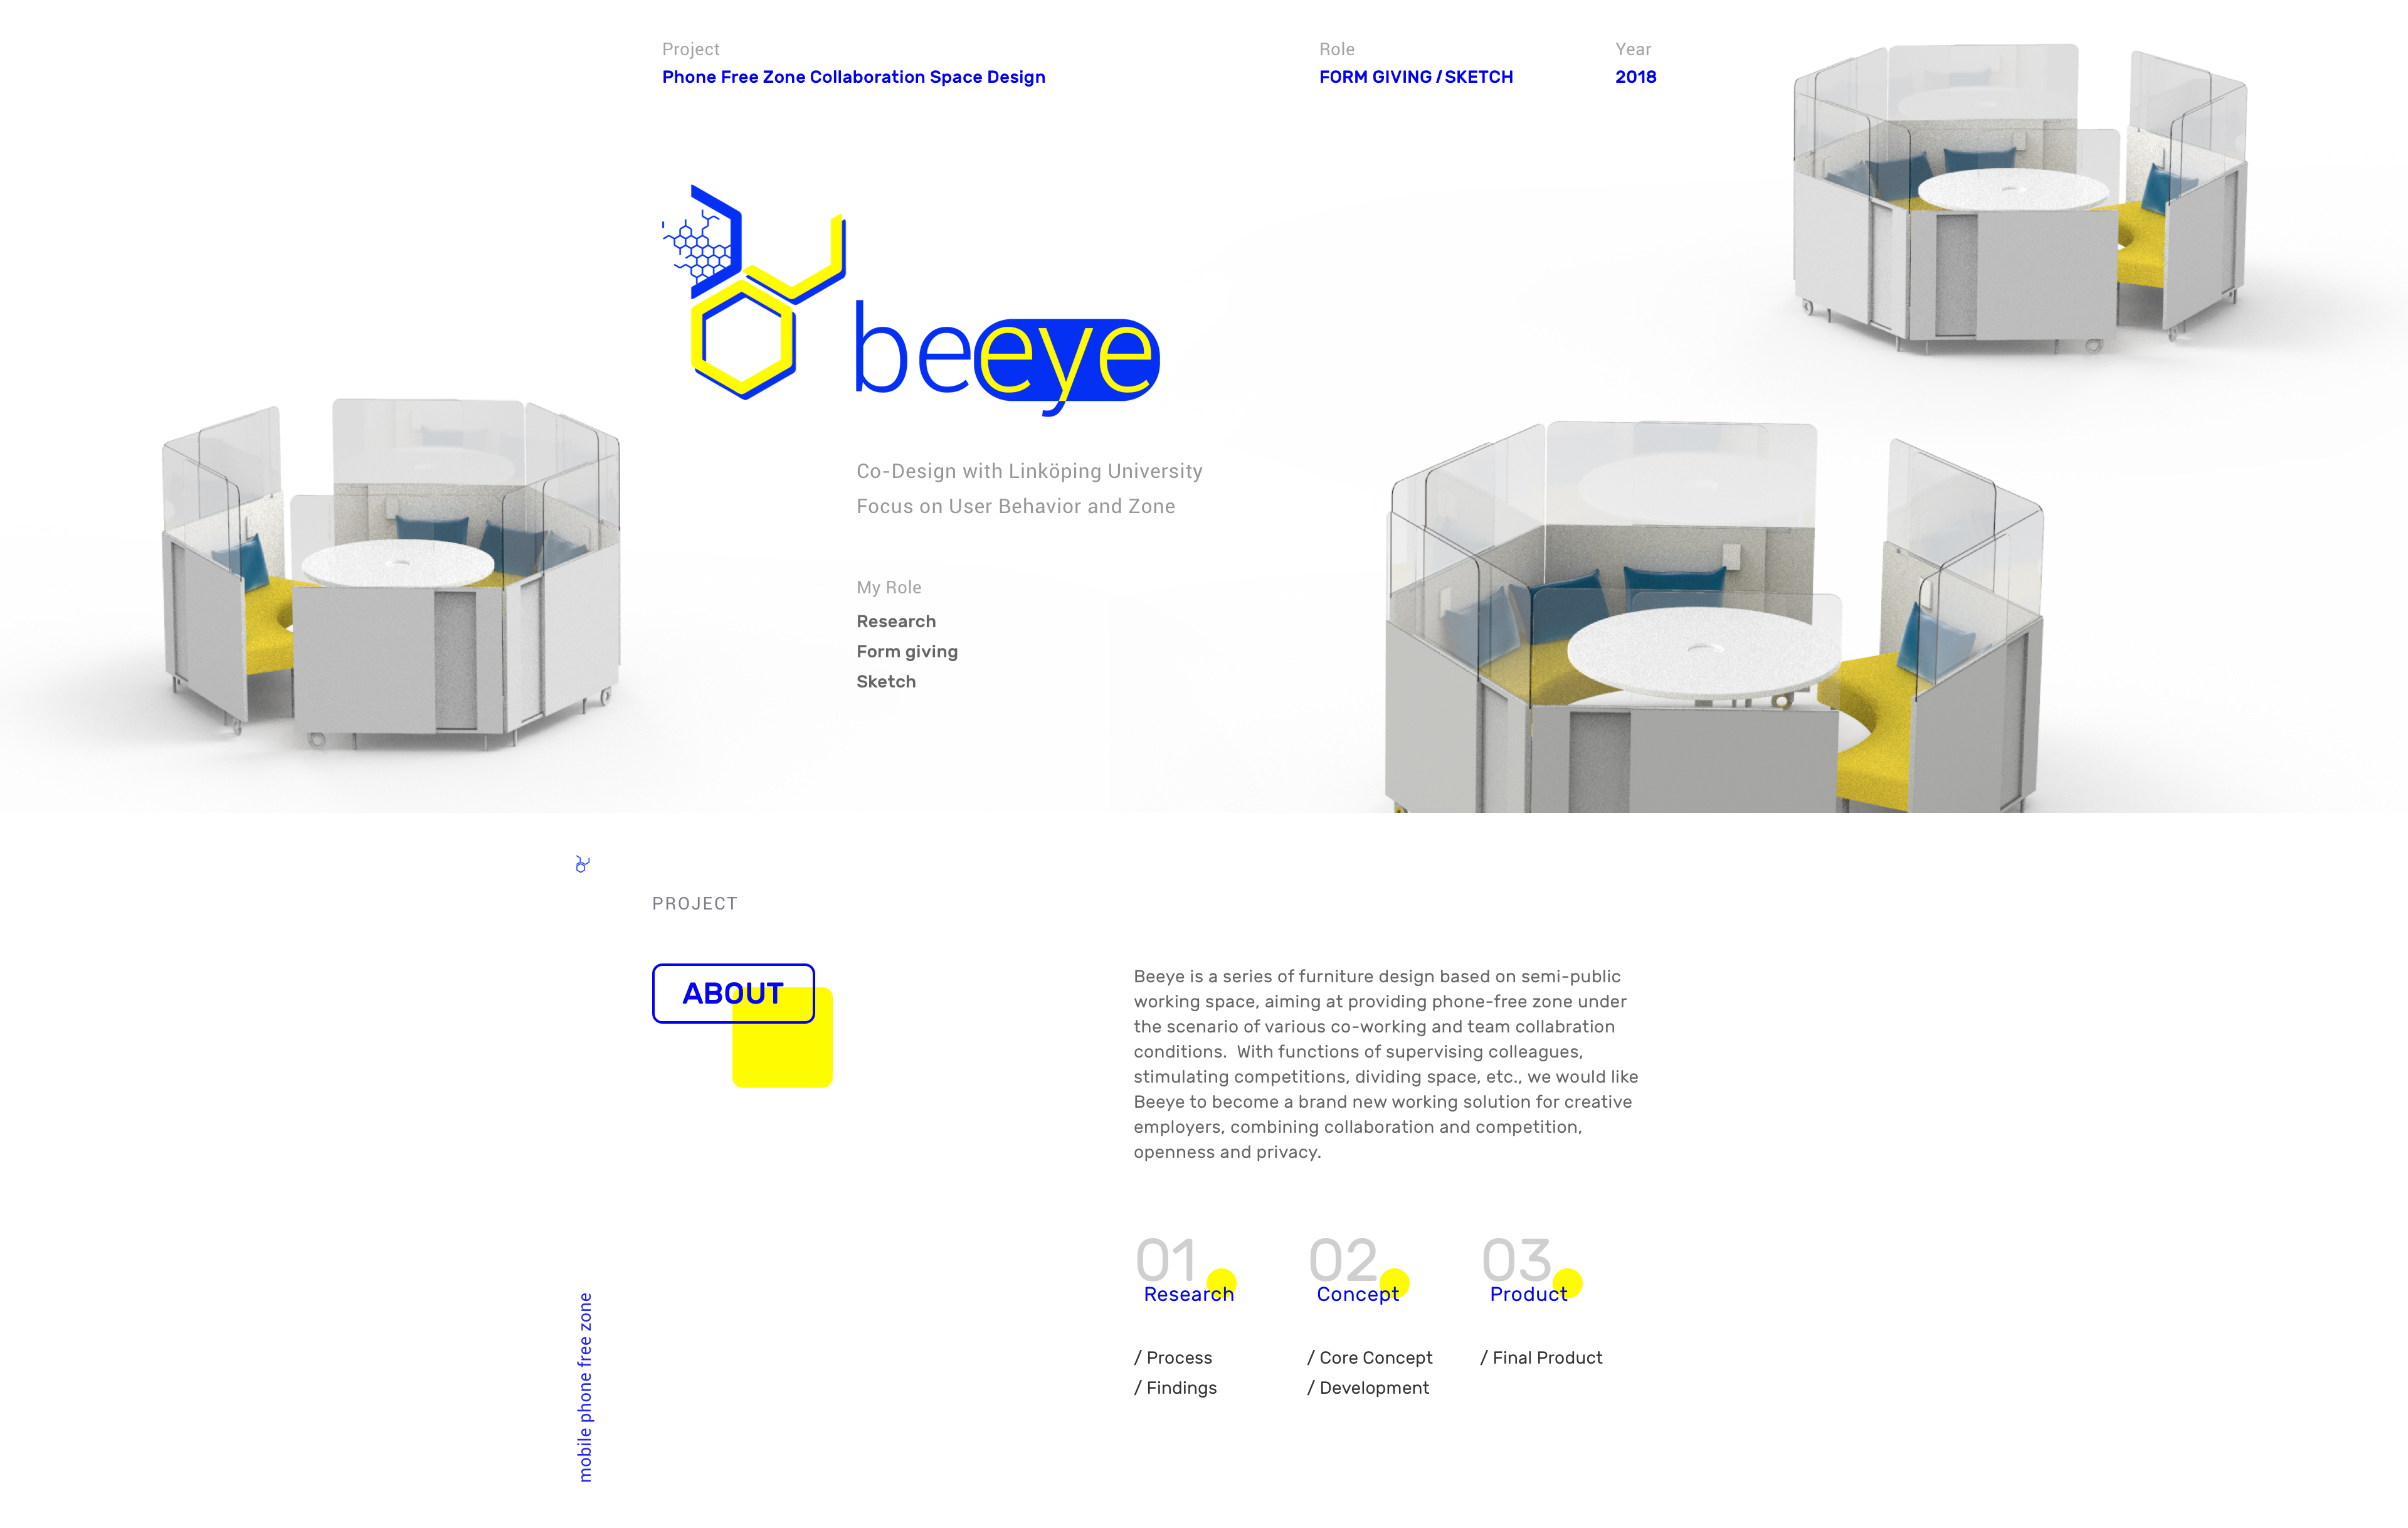 Project
Phone Free Zone Collaboration Space Design
Role
FORM GIVING / SKETCH
Year
2018
beeye
Co-Design with Linköping University
Focus on User Behavior and Zone
My Role
Research
Form giving
Sketch
PROJECT
ABOUT
Beeye is a series of furniture design based on semi-public
working space, aiming at providing phone-free zone under
the scenario of various co-working and team collabration
conditions.  With functions of supervising colleagues,
stimulating competitions, dividing space, etc., we would like
Beeye to become a brand new working solution for creative
employers, combining collaboration and competition,
openness and privacy.
01
Research
/ Process
/ Findings
02
Concept
/ Core Concept
/ Development
03
Product
/ Final Product
mobile phone free zone